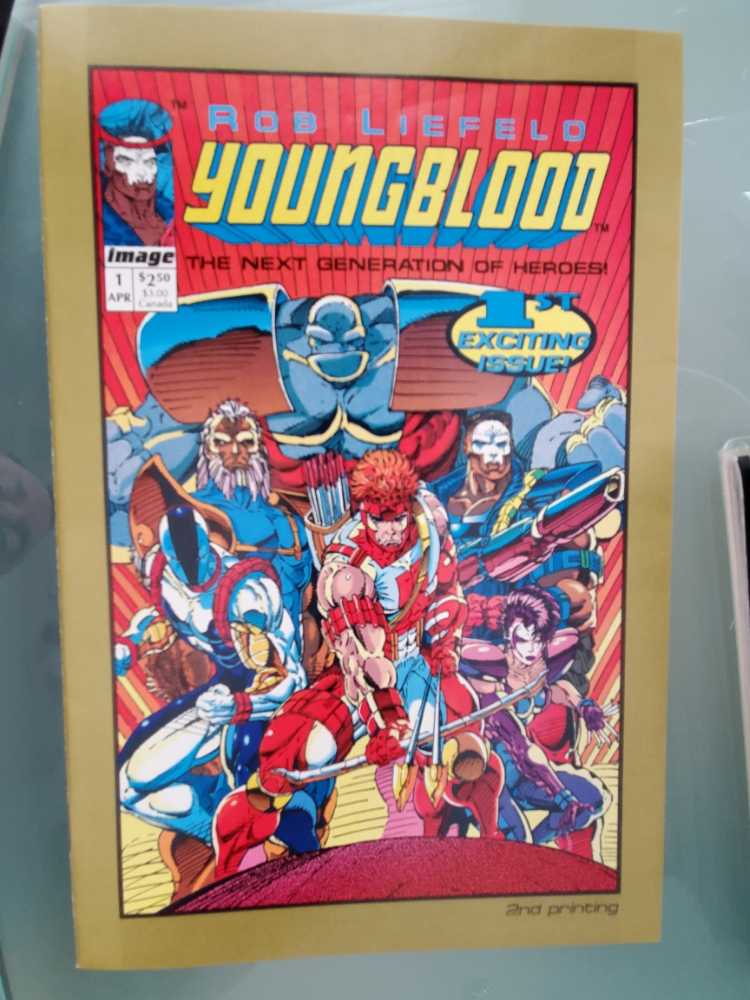 TM
ROB LIEFELD
YOUNGBLOOD
TM
image
THE NEXT GENERATION OF HEROES!
1
APR
$2.50
$3.00
Canada
1ST
EXCITING
ISSUE!
2nd printing